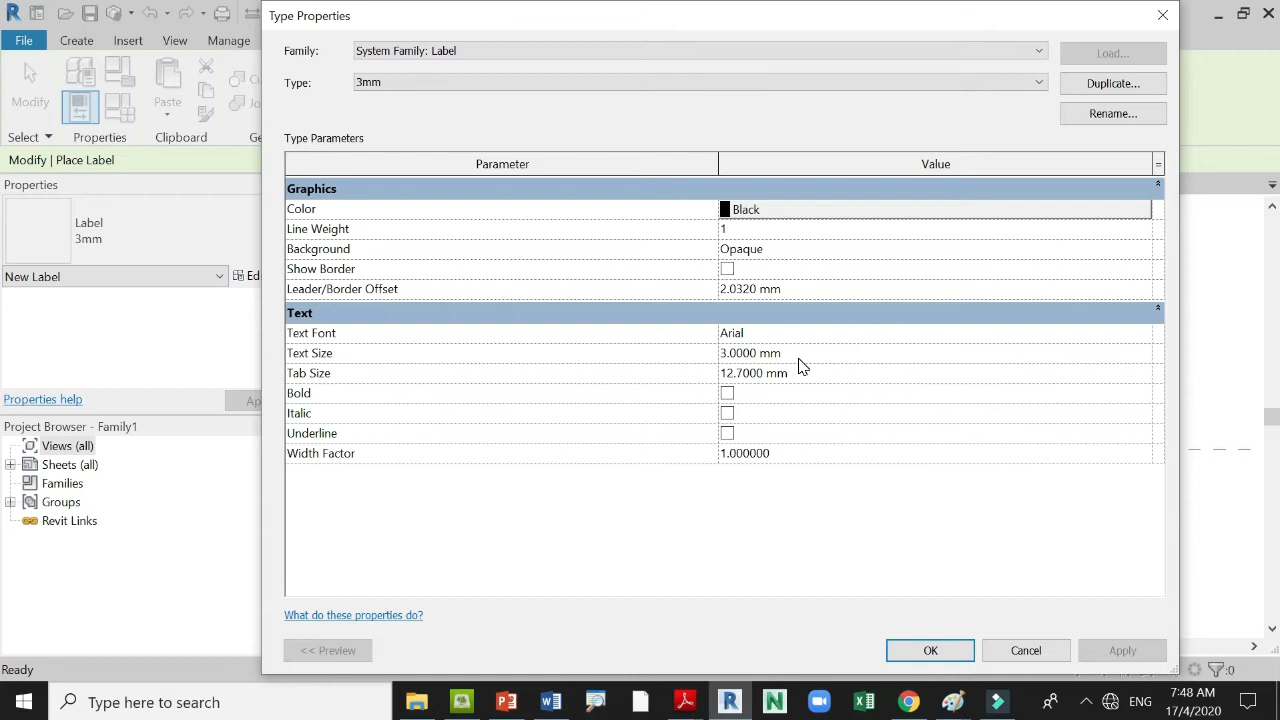 Type Properties
File
Create
Insert
View
Manage
Family:
System Family: Label
Load...
Type:
3mm
Duplicate...
Modify
Paste
Rename...
Select
Properties
Clipboard
Type Parameters
Modify | Place Label
Parameter
Value
=
Properties
Graphics
Color
Black
Label
3mm
Line Weight
1
Background
Opaque
New Label
Ed
Show Border
Leader/Border Offset
2.0320 mm
Text
Text Font
Arial
Text Size
3.0000 mm
Tab Size
12.7000 mm
Properties help
Ap
Bold
Italic
Project Browser - Family1
Underline
Views (all)
Width Factor
1.000000
Sheets (all)
Families
Groups
Revit Links
What do these properties do?
<< Preview
OK
Cancel
Apply
Ready
:0
Type here to search
ENG
7:48 AM
17/4/2020